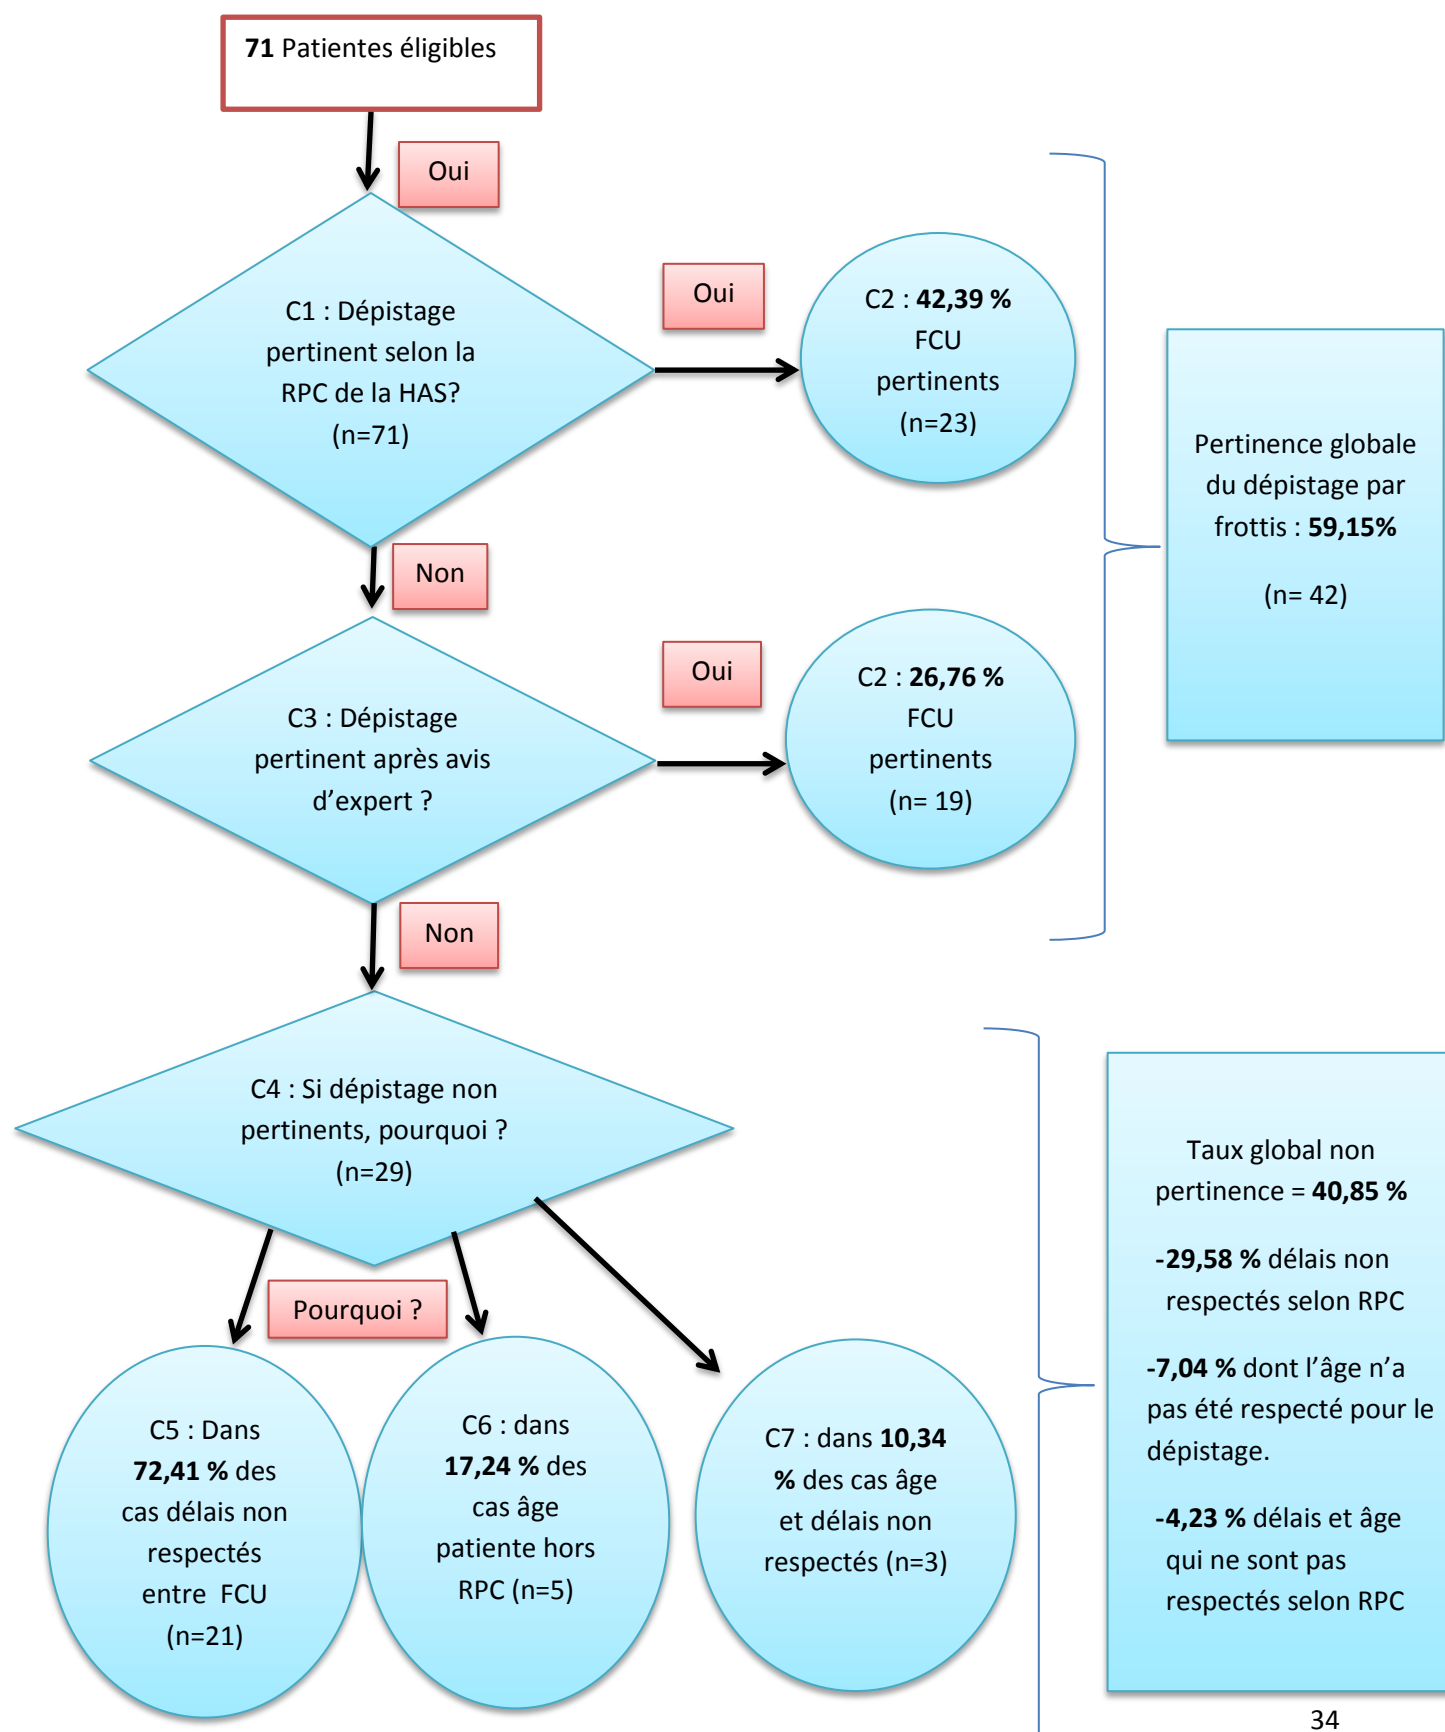 71 Patientes éligibles
Oui
C1 : Dépistage
pertinent selon la
RPC de la HAS?
(n=71)
Oui
C2 : 42,39 %
FCU
pertinents
(n=23)
Pertinence globale
du dépistage par
frottis : 59,15%
(n= 42)
Non
C3 : Dépistage
pertinent après avis
d’expert ?
Oui
C2 : 26,76 %
FCU
pertinents
(n= 19)
Non
C4 : Si dépistage non
pertinents, pourquoi ?
(n=29)
Pourquoi ?
C5 : Dans
72,41 % des
cas délais non
respectés
entre FCU
(n=21)
C6 : dans
17,24 % des
cas âge
patiente hors
RPC (n=5)
C7 : dans 10,34
% des cas âge
et délais non
respectés (n=3)
Taux global non
pertinence = 40,85 %
-29,58 % délais non
respectés selon RPC
-7,04 % dont l’âge n’a
pas été respecté pour le
dépistage.
-4,23 % délais et âge
qui ne sont pas
respectés selon RPC
34